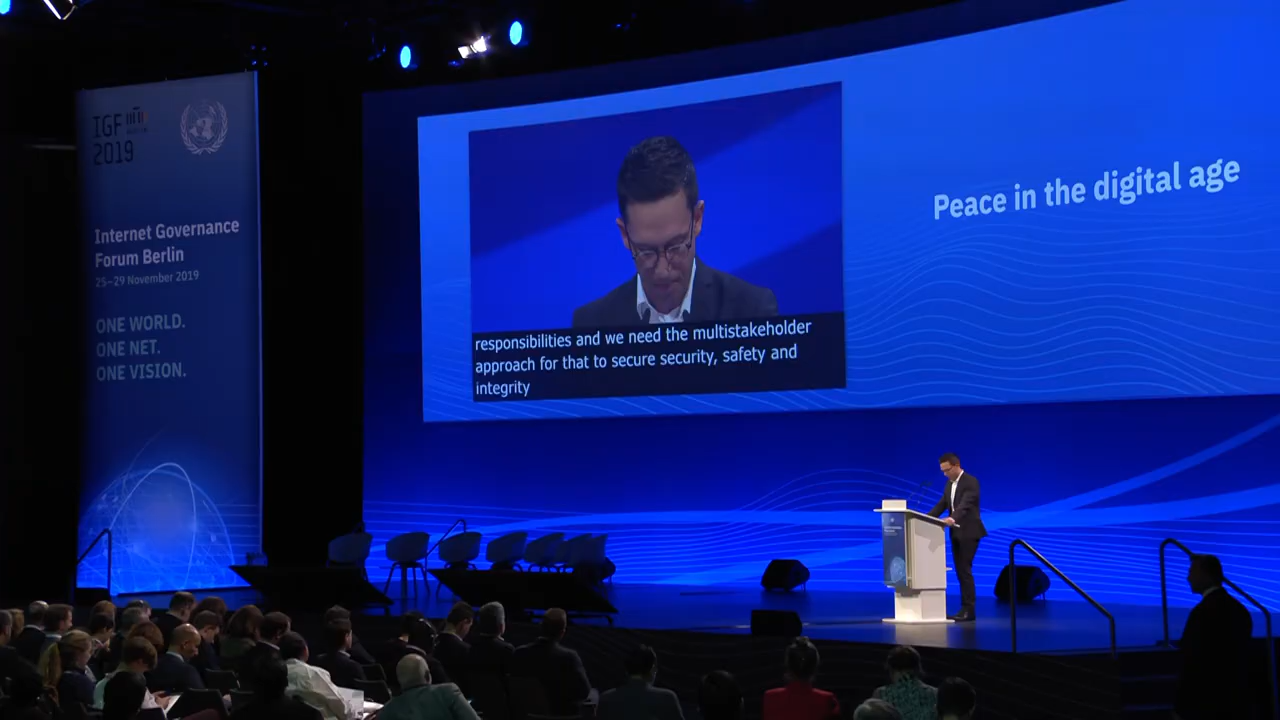 IGF
2019
Internet Governance
Forum Berlin
25–29 November 2019
ONE WORLD.
ONE NET.
ONE VISION.
Peace in the digital age
responsibilities and we need the multistakeholder
approach for that to secure security, safety and
integrity